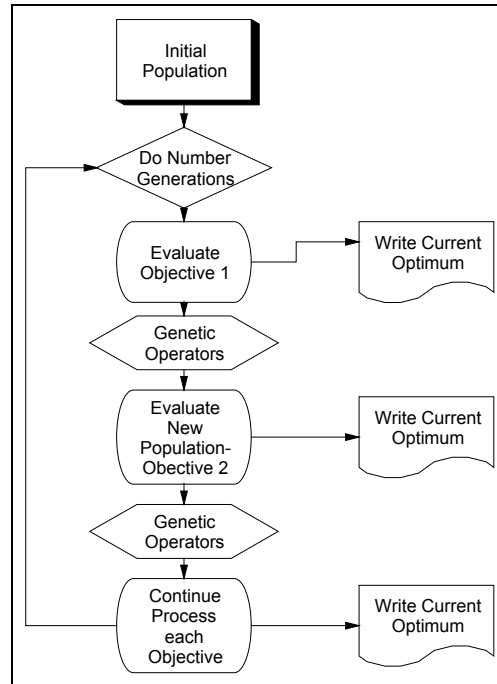 Initial
Population
Do Number
Generations
Evaluate
Objective 1
Write Current
Optimum
Genetic
Operators
Evaluate
New
Population-
Obective 2
Write Current
Optimum
Genetic
Operators
Continue
Process
each
Objective
Write Current
Optimum